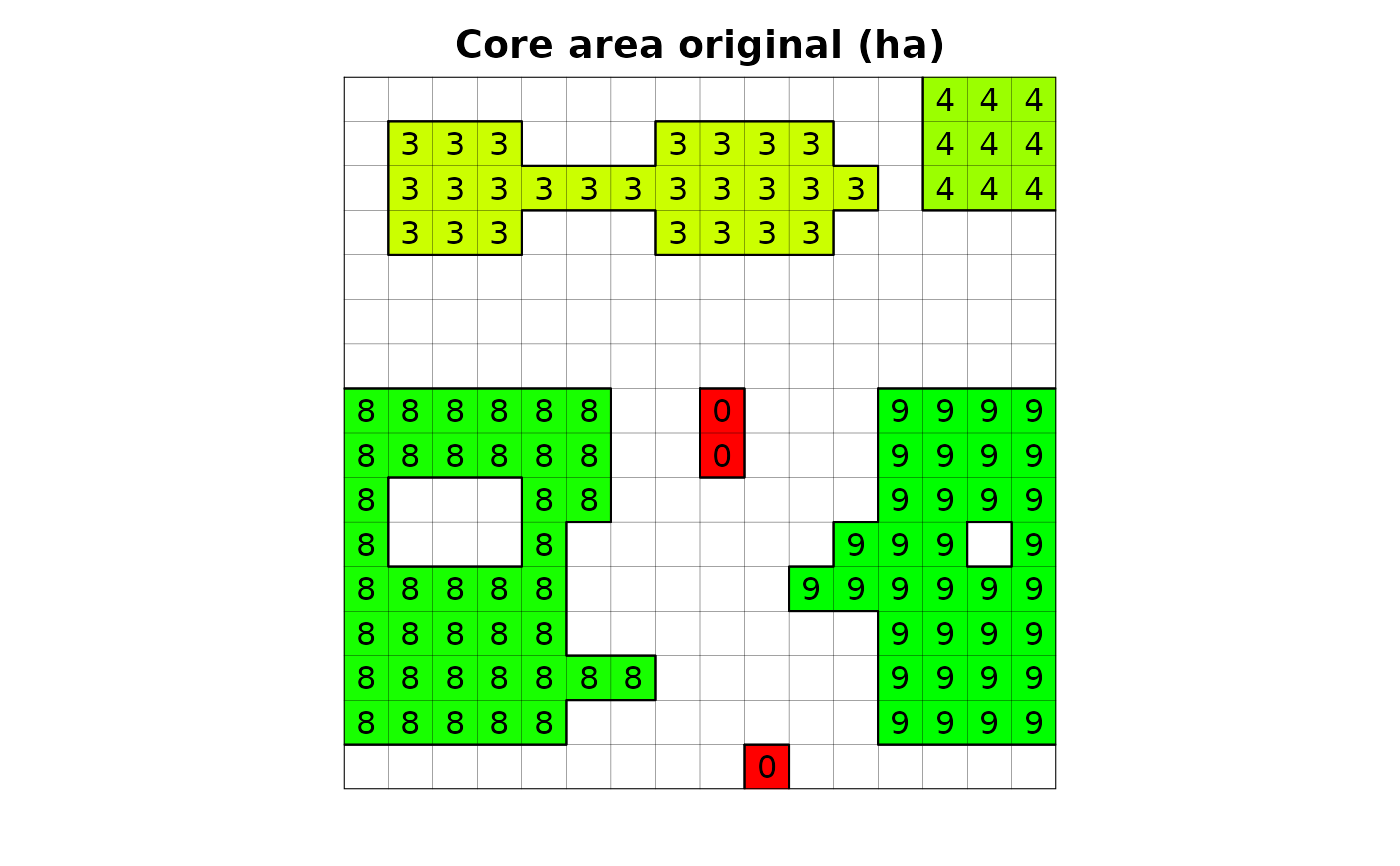 Core area original (ha)
4 4 4
3 3 3 3 3 3 3 4 4 4
3 3 3 3 3 3 3 3 3 3 3 4 4 4
3 3 3 3 3 3 3
8 8 8 8 8 8 0 9 9 9 9
8 8 8 8 8 8 0 9 9 9 9
8 8 8 9 9 9 9
8 8 9 9 9 9
8 8 8 8 8 9 9 9 9 9 9
8 8 8 8 8 9 9 9 9
8 8 8 8 8 8 8 9 9 9 9
8 8 8 8 8 9 9 9 9
0